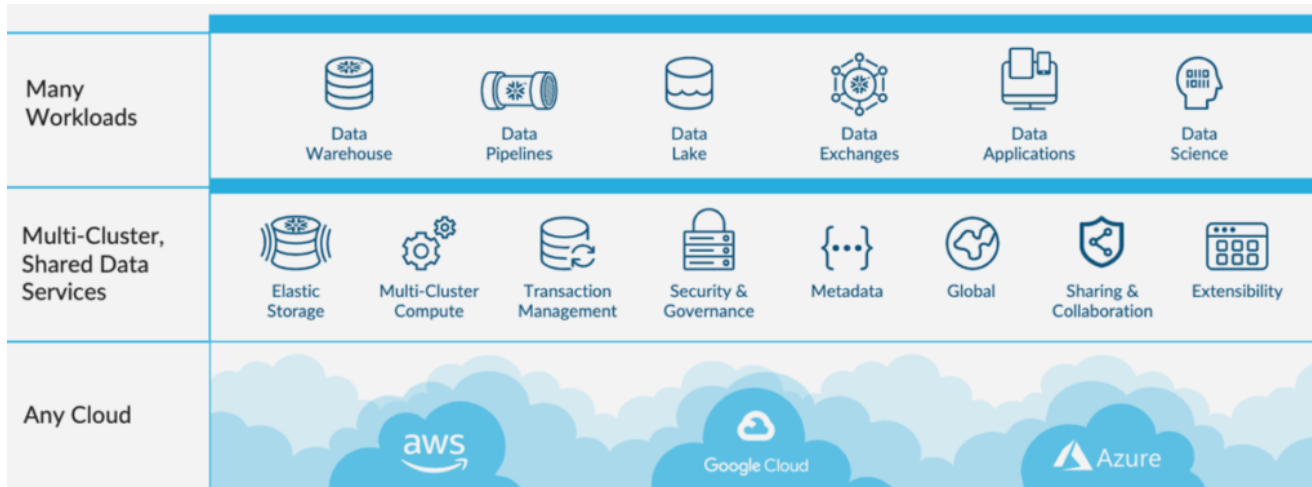 Many
Workloads
Data
Warehouse
Data
Pipelines
Data
Lake
Data
Exchanges
Data
Applications
0110
10111
Data
Science
Multi-Cluster,
Shared Data
Services
Elastic
Storage
Multi-Cluster
Compute
Transaction
Management
Security &
Governance
Metadata
Global
Sharing &
Collaboration
Extensibility
Any Cloud
aws
Google Cloud
Azure